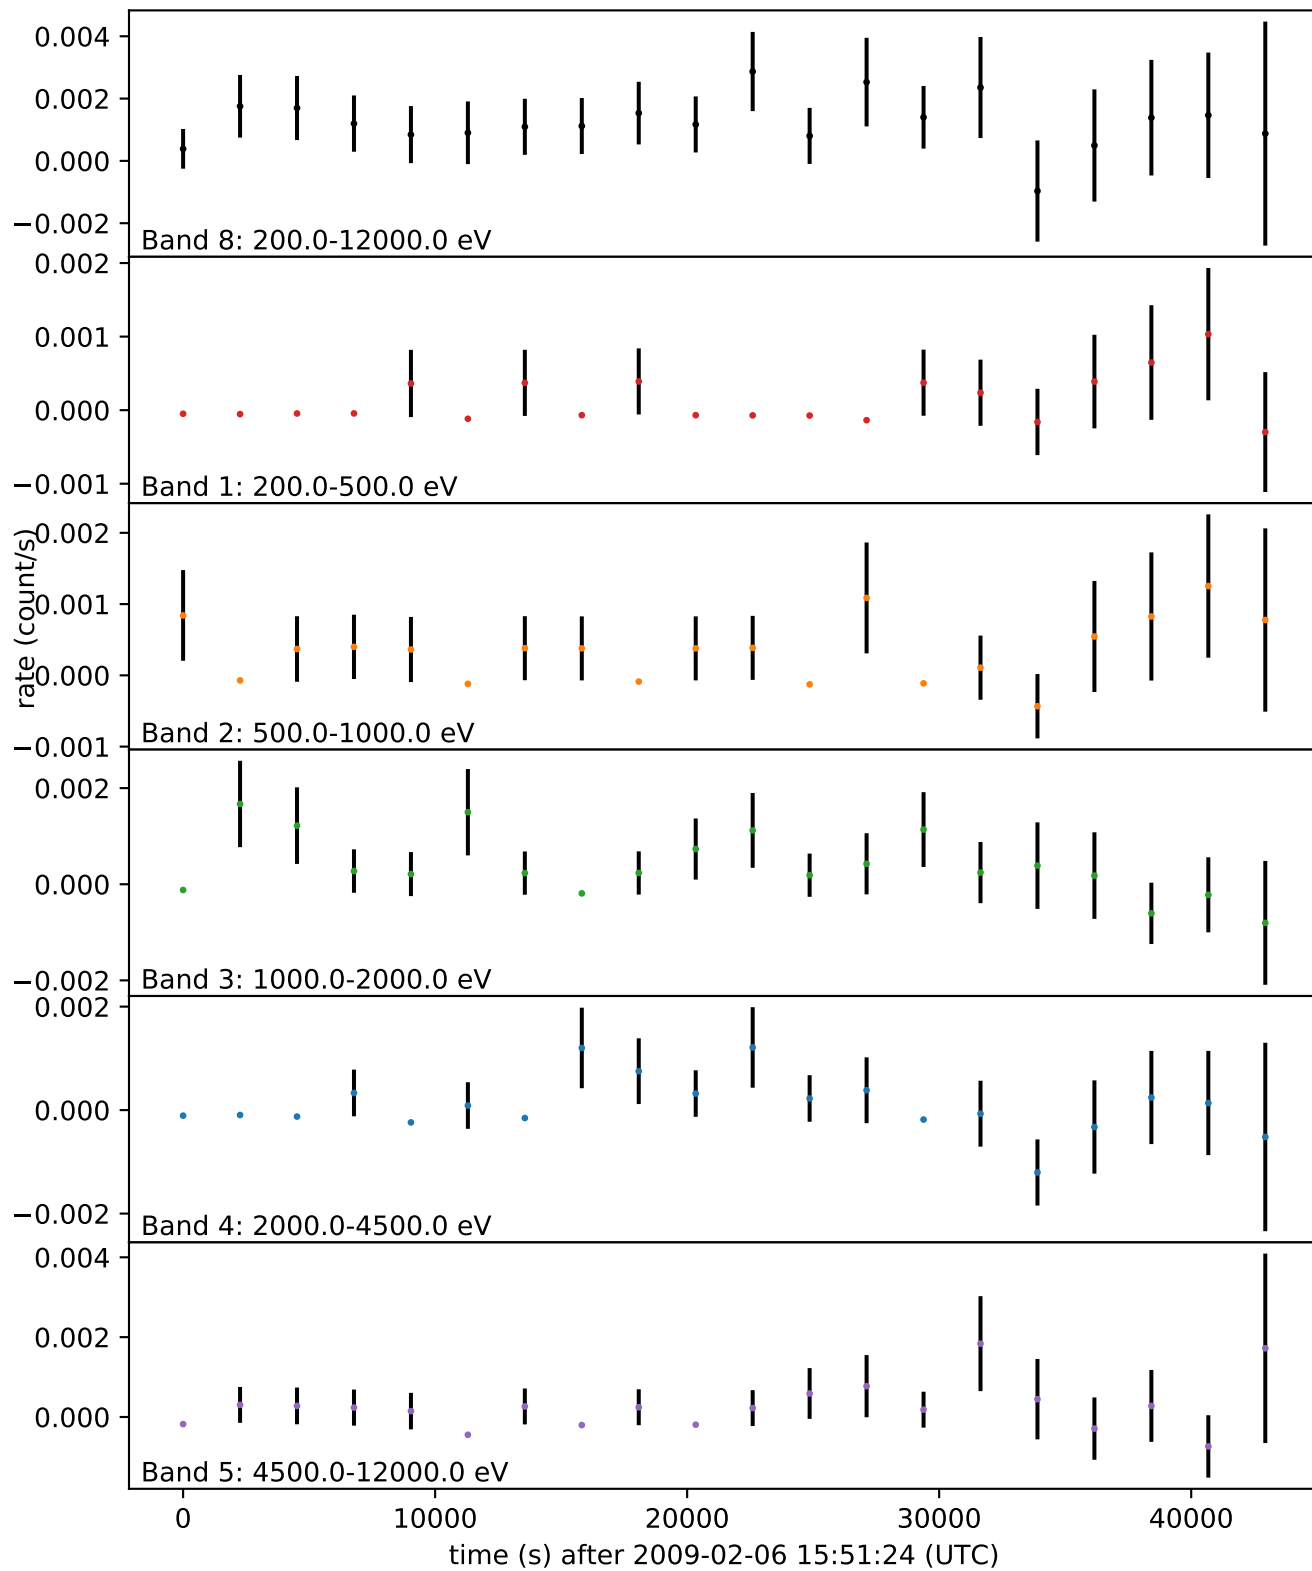 0.004
0.002
0.000
−0.002
Band 8: 200.0-12000.0 eV
0.002
0.001
0.000
−0.001
Band 1: 200.0-500.0 eV
rate (count/s)
0.002
0.001
0.000
−0.001
Band 2: 500.0-1000.0 eV
0.002
0.000
−0.002
Band 3: 1000.0-2000.0 eV
0.002
0.000
−0.002
Band 4: 2000.0-4500.0 eV
0.004
0.002
0.000
Band 5: 4500.0-12000.0 eV
0 10000 20000 30000 40000
time (s) after 2009-02-06 15:51:24 (UTC)